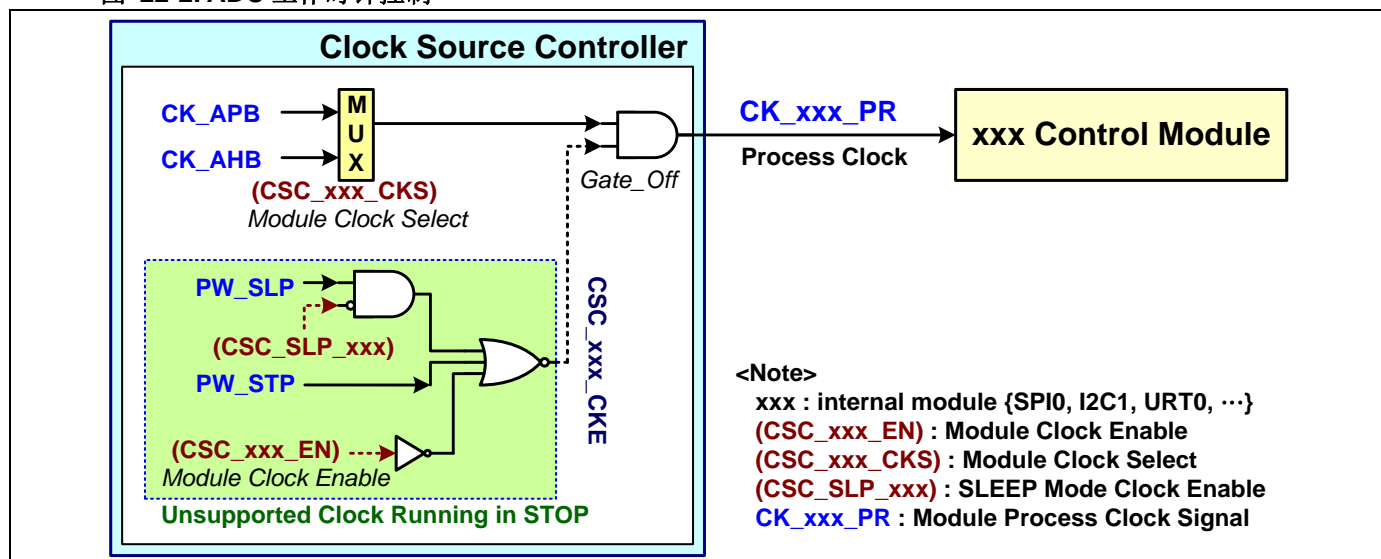 Clock Source Controller
CK_APB
CK_AHB
M
U
X
(CSC_xxx_CKS)
Module Clock Select
Gate_Off
CK_xxx_PR
Process Clock
xxx Control Module
PW_SLP
(CSC_SLP_xxx)
PW_STP
(CSC_xxx_EN)
Module Clock Enable
Unsupported Clock Running in STOP
CSC_xxx_CKE
<Note>
xxx : internal module {SPI0, I2C1, URT0, ···}
(CSC_xxx_EN) : Module Clock Enable
(CSC_xxx_CKS) : Module Clock Select
(CSC_SLP_xxx) : SLEEP Mode Clock Enable
CK_xxx_PR : Module Process Clock Signal